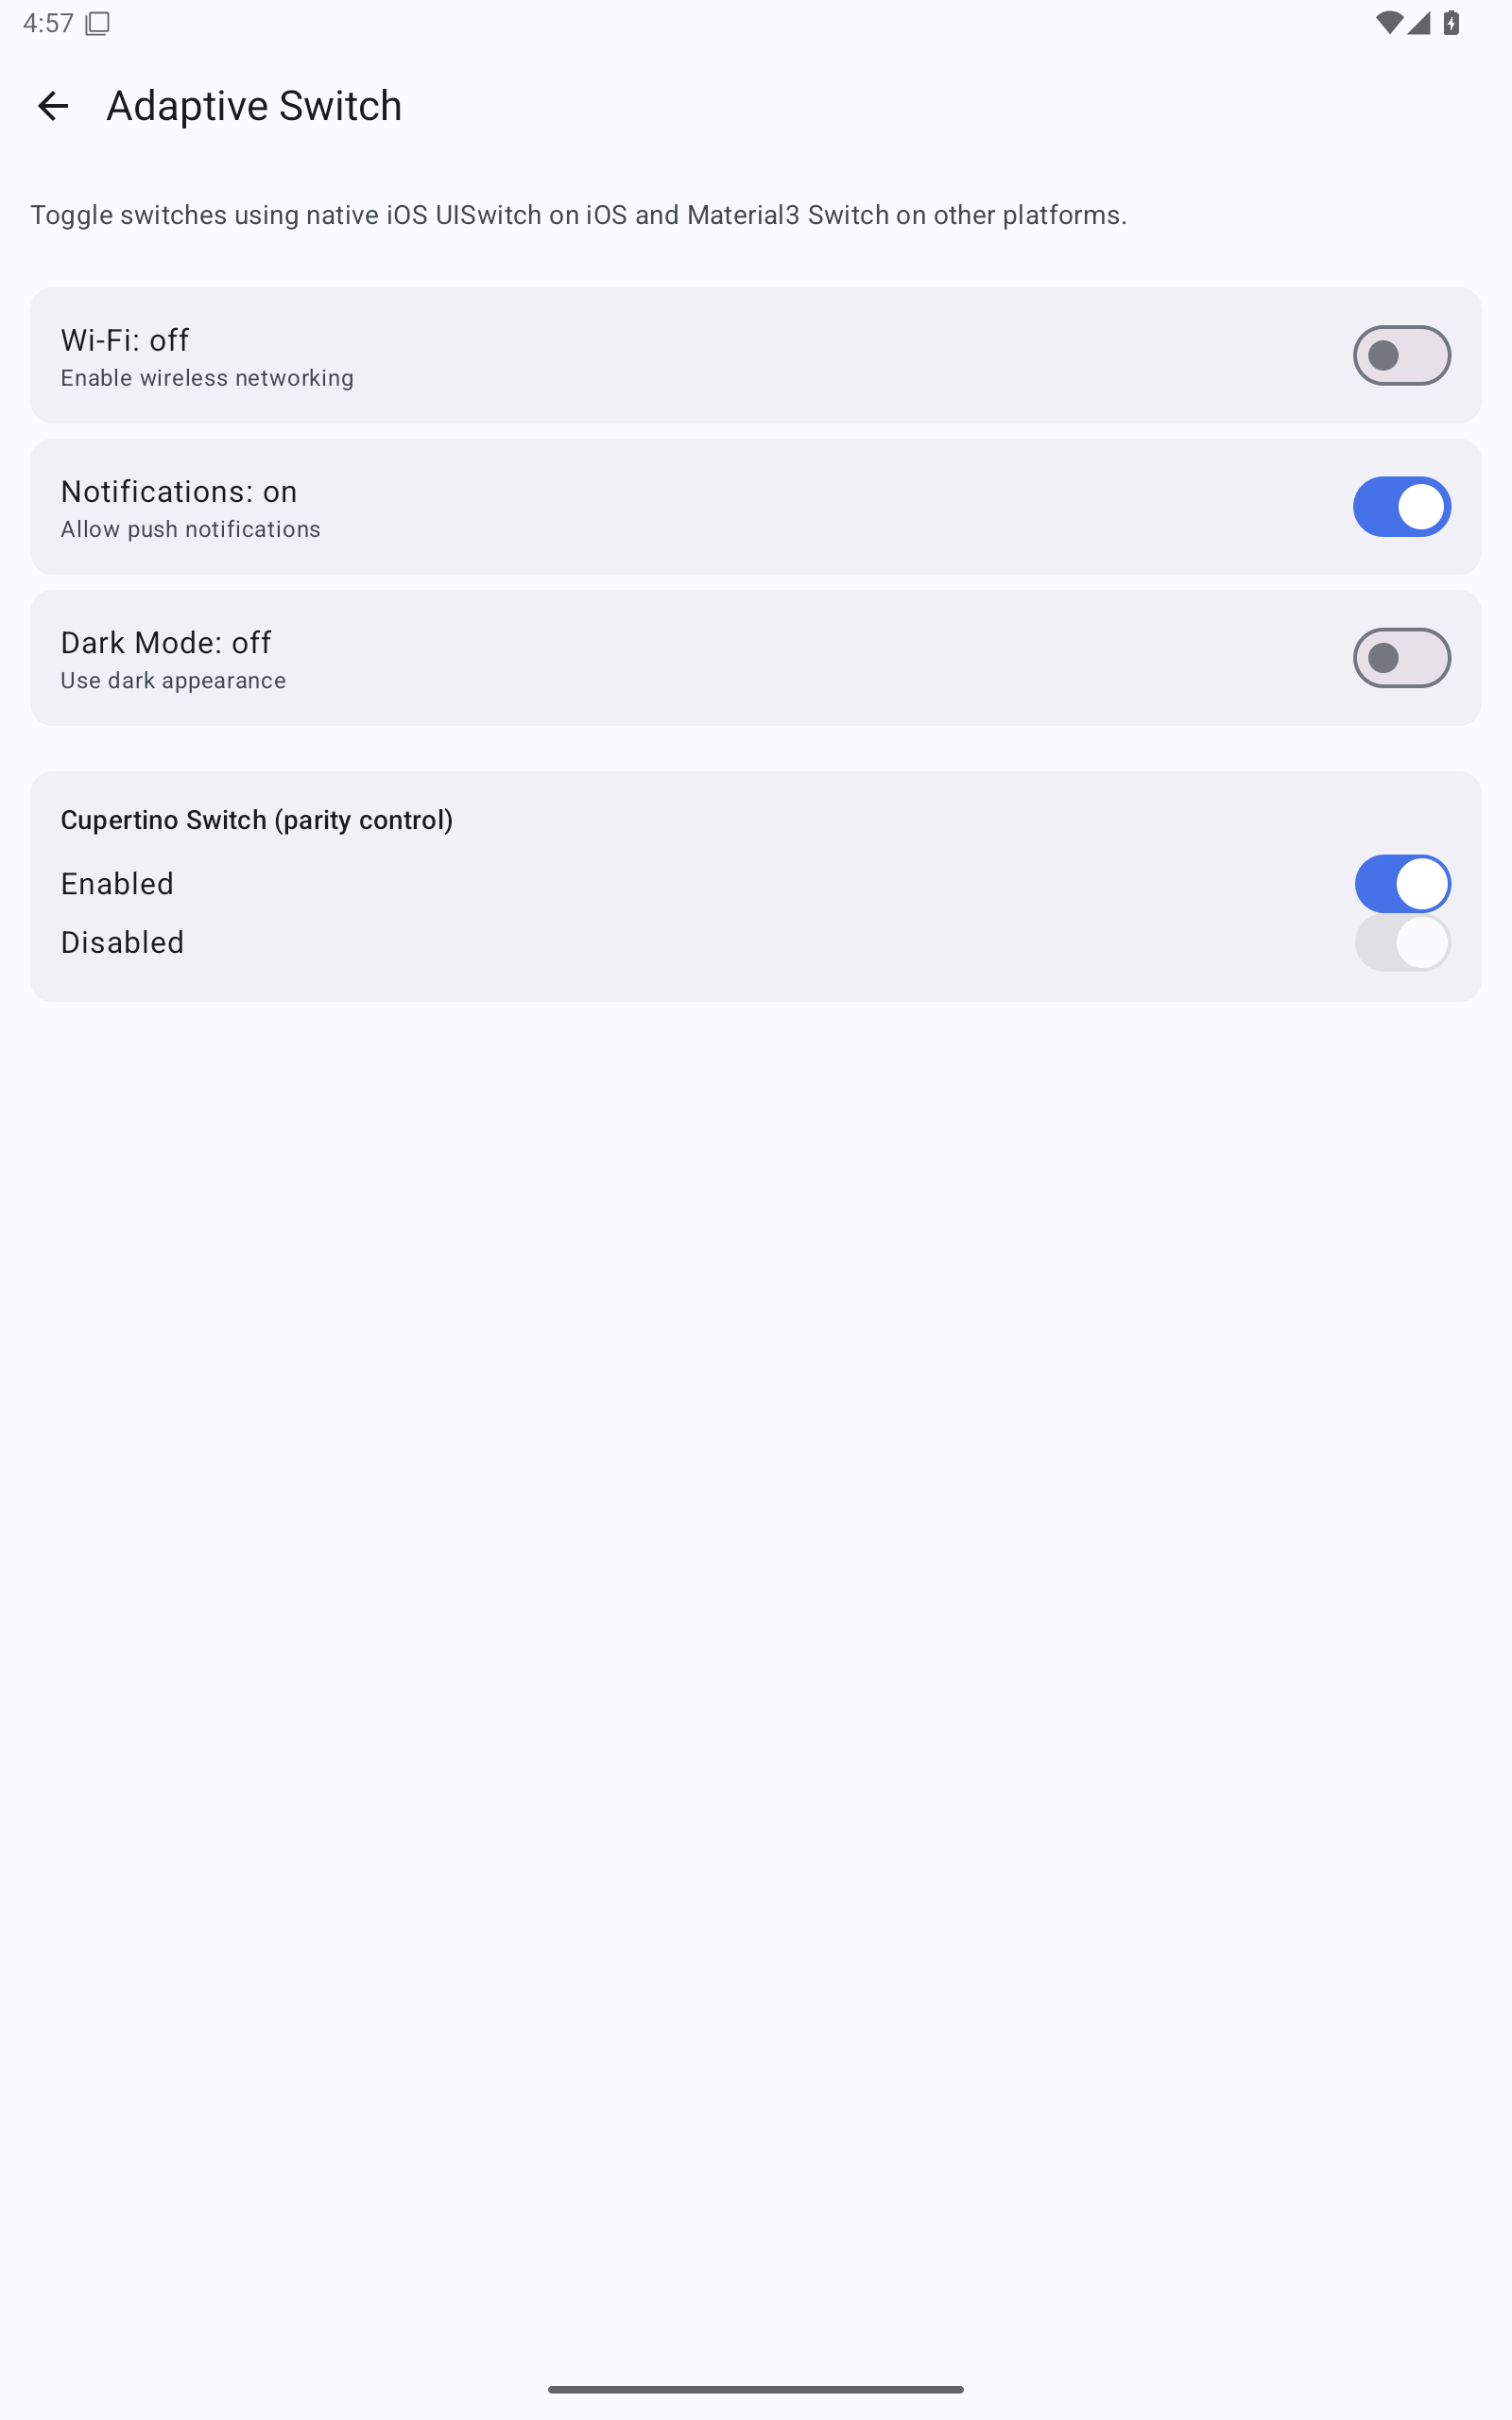 4:57
Adaptive Switch
Toggle switches using native iOS UISwitch on iOS and Material3 Switch on other platforms.
Wi-Fi: off
Enable wireless networking
Notifications: on
Allow push notifications
Dark Mode: off
Use dark appearance
Cupertino Switch (parity control)
Enabled
Disabled